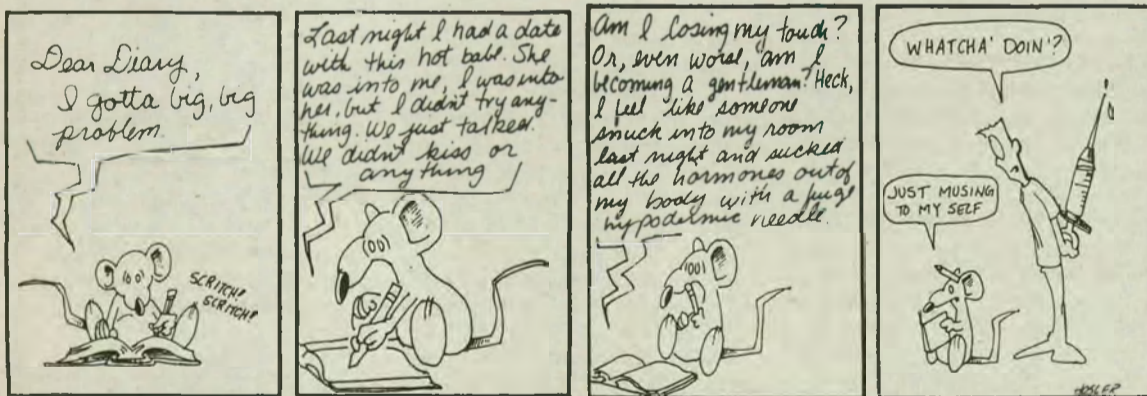 Dear Diary,
I gotta big, big
problem.
SCRITCH!
SCRITCH!
Last night I had a date
with this hot babe. She
was into me, I was into
her, but I didn't try any-
thing. We just talked.
We didn't kiss or
anything
Am I losing my touch?
Or, even worse, am I
becoming a gentleman? Heck,
I feel like someone
snuck into my room
last night and sucked
all the hormones out of
my body with a huge
hypodermic needle.
WHATCHA' DOIN'?
JUST MUSING
TO MY SELF
HOSLER